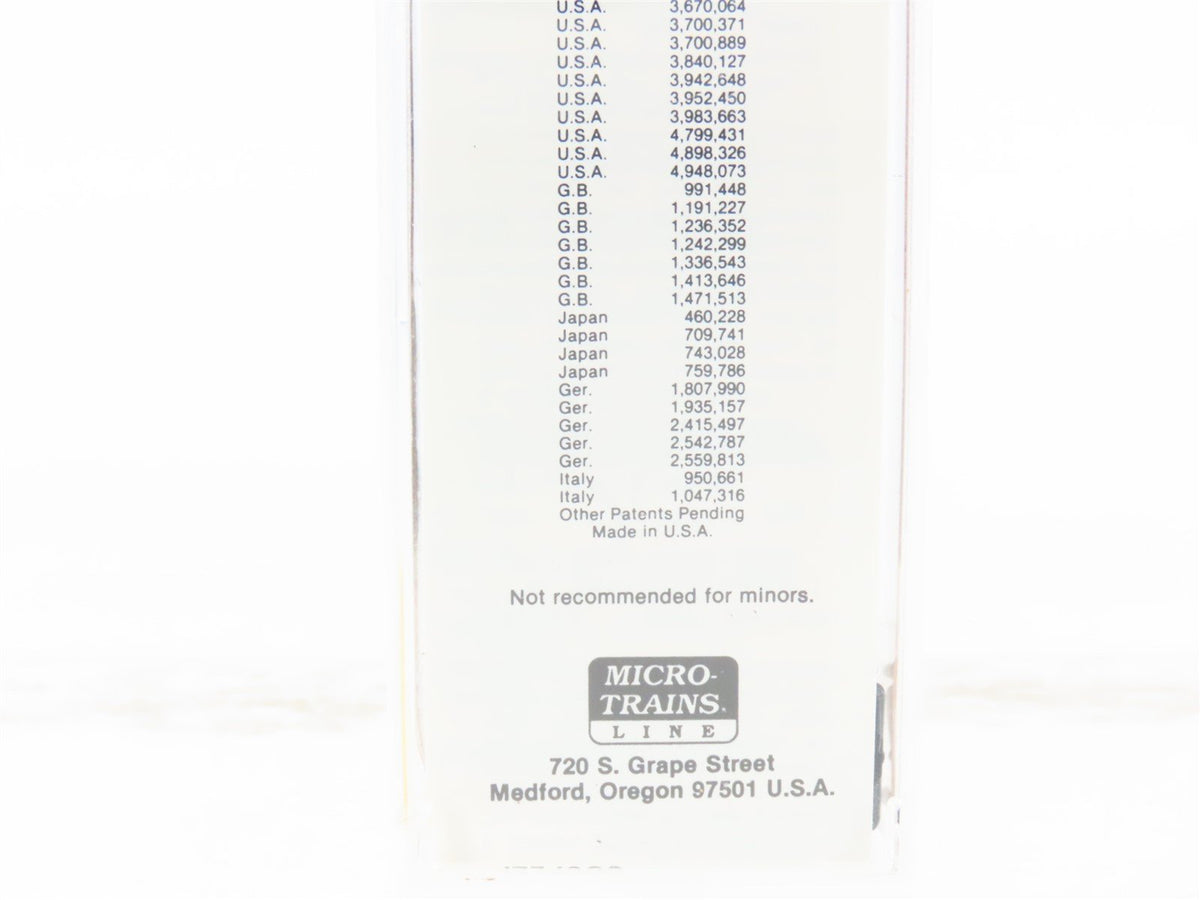 U.S.A. 3,670,064
U.S.A. 3,700,371
U.S.A. 3,700,889
U.S.A. 3,840,127
U.S.A. 3,942,648
U.S.A. 3,952,450
U.S.A. 3,983,663
U.S.A. 4,799,431
U.S.A. 4,898,326
U.S.A. 4,948,073
G.B. 991,448
G.B. 1,191,227
G.B. 1,236,352
G.B. 1,242,299
G.B. 1,336,543
G.B. 1,413,646
G.B. 1,471,513
Japan 460,228
Japan 709,741
Japan 743,028
Japan 759,786
Ger. 1,807,990
Ger. 1,935,157
Ger. 2,415,497
Ger. 2,542,787
Ger. 2,559,813
Italy 950,661
Italy 1,047,316
Other Patents Pending
Made in U.S.A.
Not recommended for minors.
MICRO-
TRAINS
LINE
720 S. Grape Street
Medford, Oregon 97501 U.S.A.